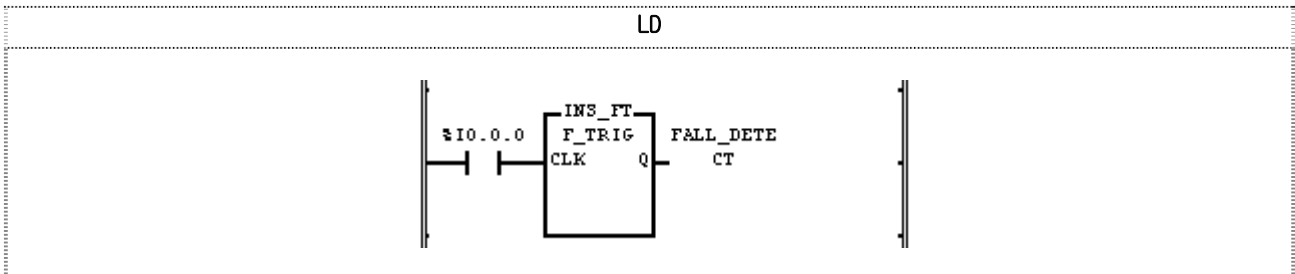 LD
INS_FT
%I0.0.0 F_TRIG FALL_DETE
CLK Q CT